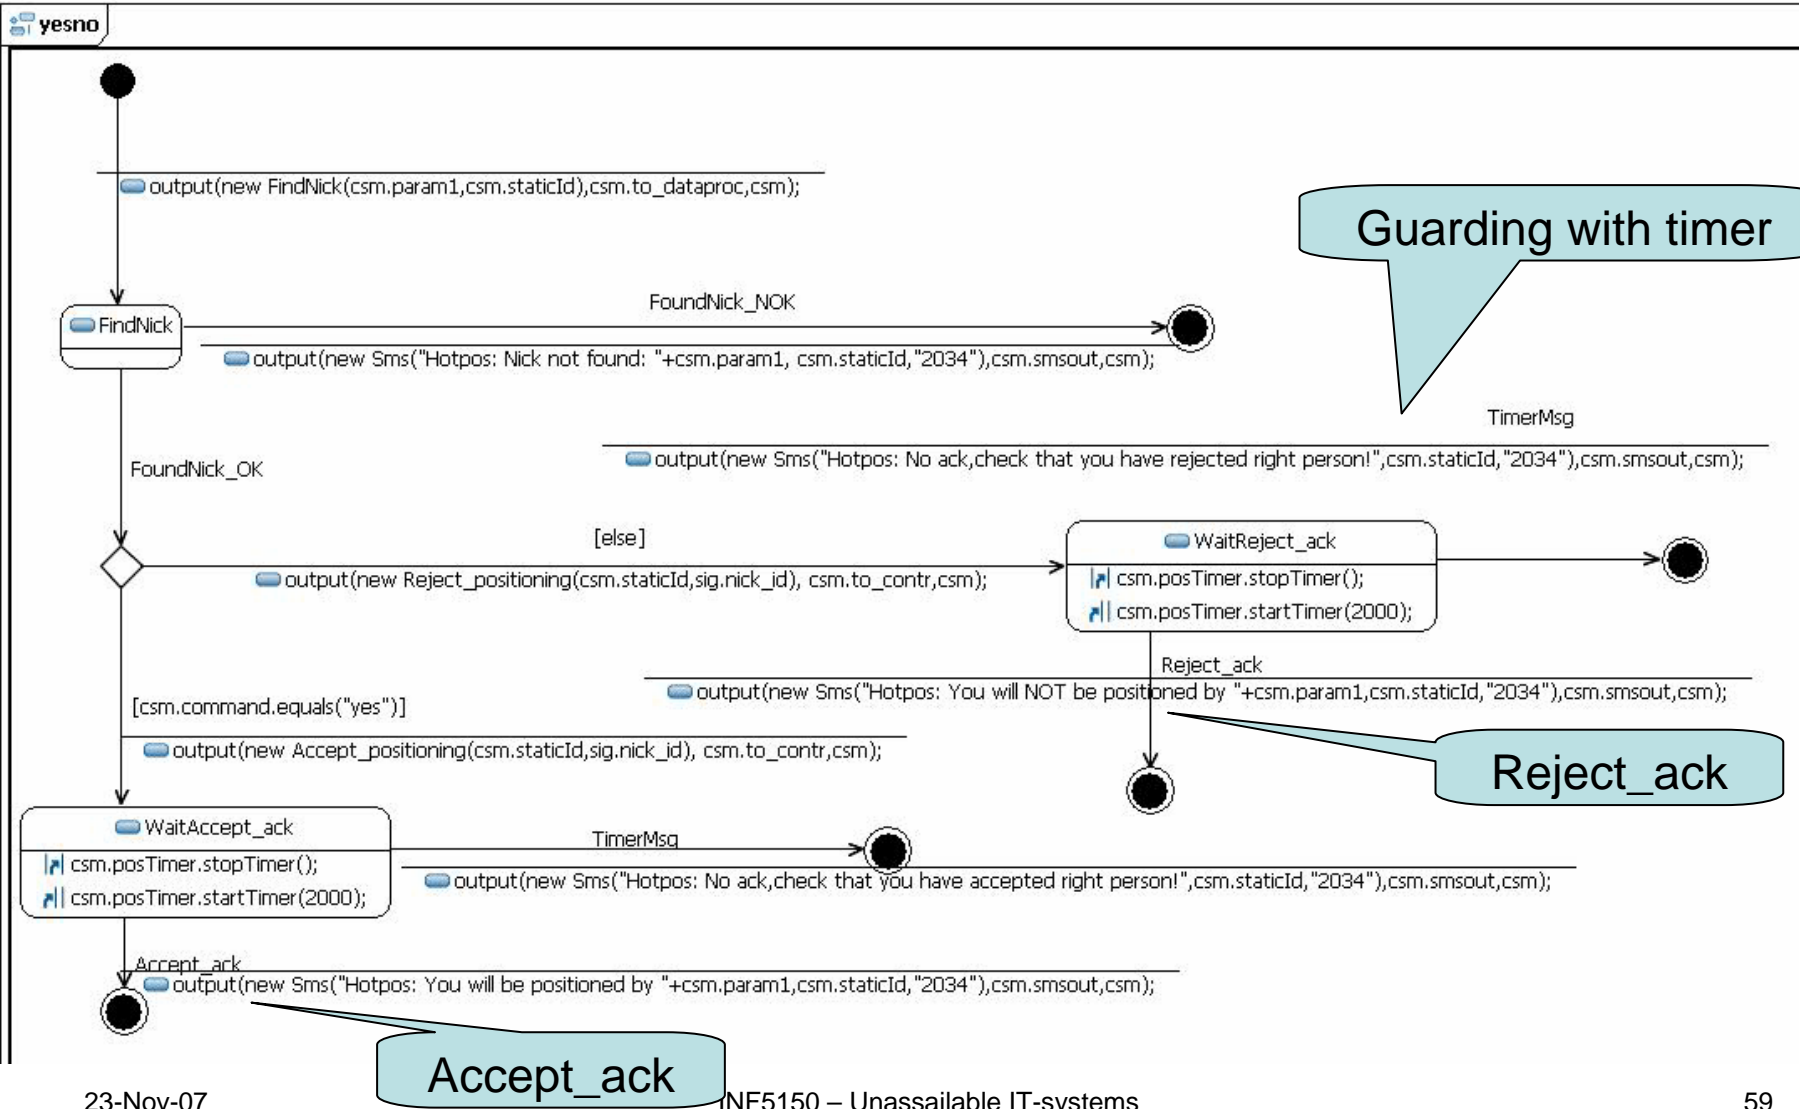 yesno
output(new FindNick(csm.param1,csm.staticId),csm.to_dataproc,csm);
Guarding with timer
FindNick
FoundNick_NOK
output(new Sms("Hotpos: Nick not found: "+csm.param1, csm.staticId,"2034"),csm.smsout,csm);
TimerMsg
output(new Sms("Hotpos: No ack,check that you have rejected right person!",csm.staticId,"2034"),csm.smsout,csm);
FoundNick_OK
[else]
output(new Reject_positioning(csm.staticId,sig.nick_id), csm.to_contr,csm);
WaitReject_ack
csm.posTimer.stopTimer();
csm.posTimer.startTimer(2000);
Reject_ack
output(new Sms("Hotpos: You will NOT be positioned by "+csm.param1,csm.staticId,"2034"),csm.smsout,csm);
[csm.command.equals("yes")]
output(new Accept_positioning(csm.staticId,sig.nick_id), csm.to_contr,csm);
Reject_ack
WaitAccept_ack
csm.posTimer.stopTimer();
csm.posTimer.startTimer(2000);
TimerMsg
output(new Sms("Hotpos: No ack,check that you have accepted right person!",csm.staticId,"2034"),csm.smsout,csm);
Accept_ack
output(new Sms("Hotpos: You will be positioned by "+csm.param1,csm.staticId,"2034"),csm.smsout,csm);
Accept_ack
23-Nov-07
INF5150 – Unassailable IT-systems
59